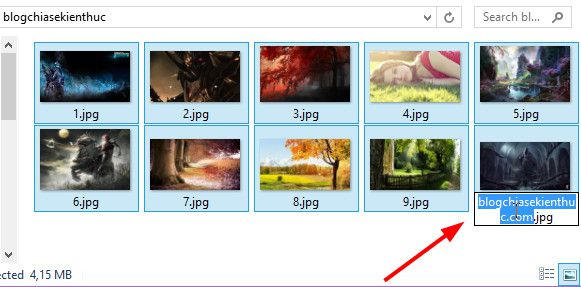 blogchiasekienthuc
Search bl...
1.jpg
2.jpg
3.jpg
4.jpg
5.jpg
6.jpg
7.jpg
8.jpg
9.jpg
blogchiasekienthu
c.com.jpg
ected 4,15 MB